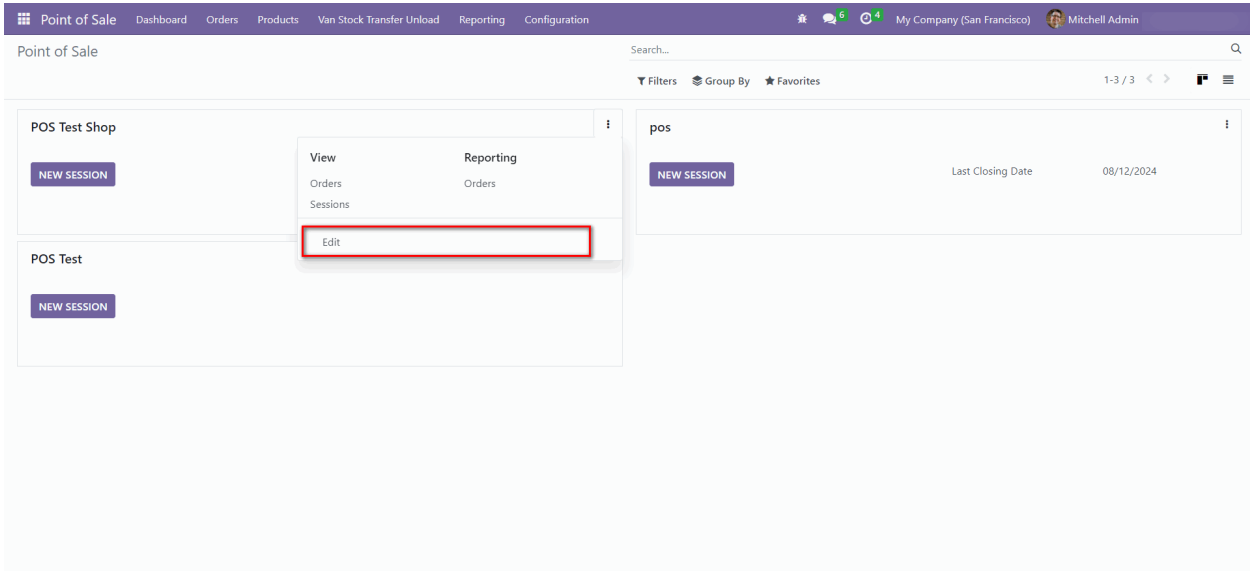 Point of Sale Dashboard Orders Products Van Stock Transfer Unload Reporting Configuration 6 4 My Company (San Francisco) Mitchell Admin
Point of Sale Search...
Filters Group By Favorites 1-3 / 3
POS Test Shop
View Reporting
NEW SESSION
Orders Orders
Sessions
Edit
pos
NEW SESSION Last Closing Date 08/12/2024
POS Test
NEW SESSION